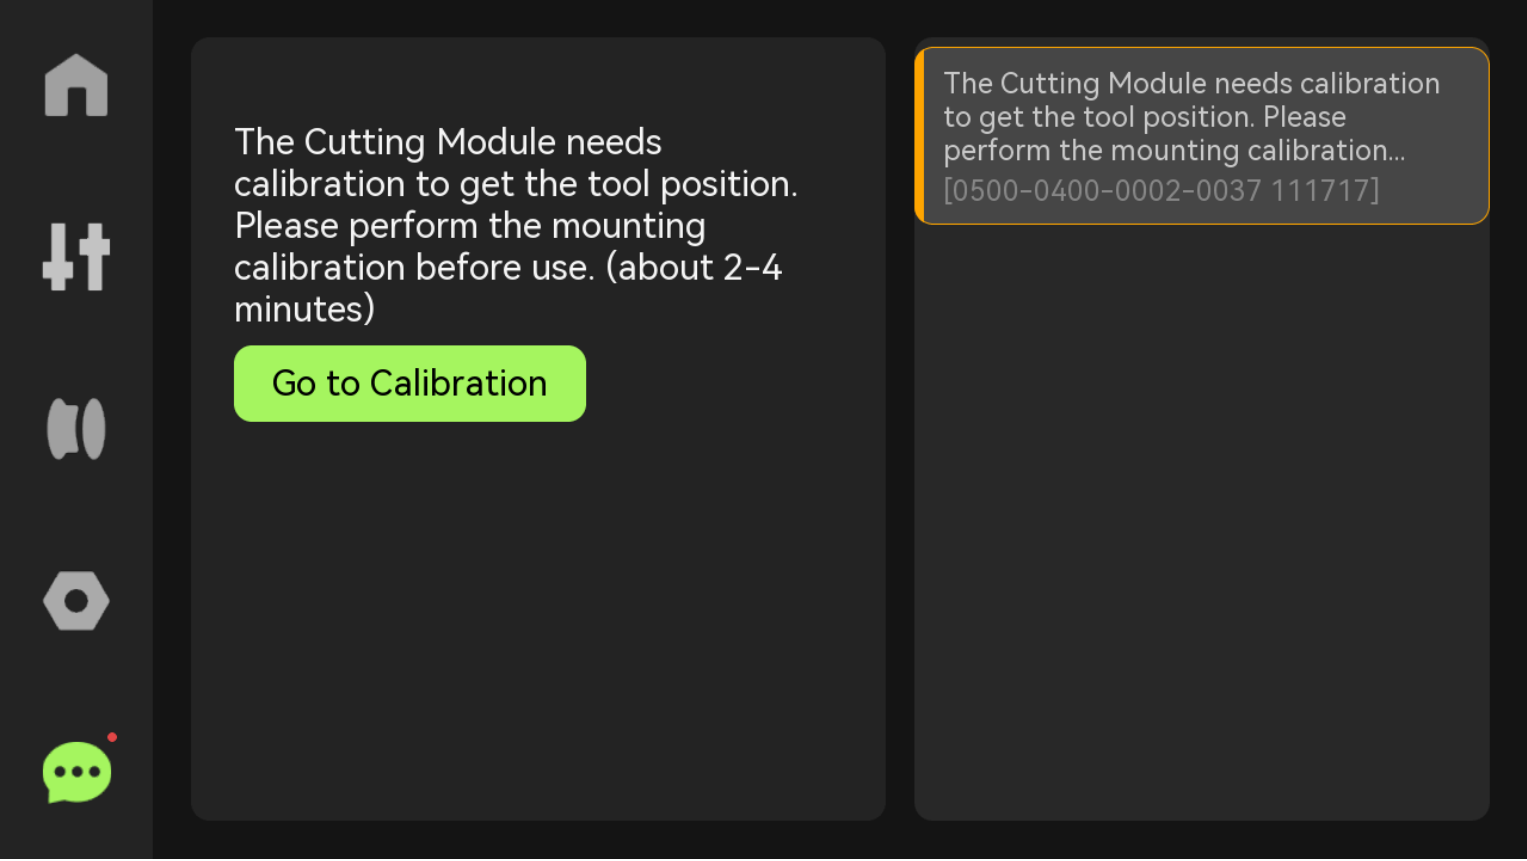 The Cutting Module needs
calibration to get the tool position.
Please perform the mounting
calibration before use. (about 2-4
minutes)
Go to Calibration
The Cutting Module needs calibration
to get the tool position. Please
perform the mounting calibration...
[0500-0400-0002-0037 111717]